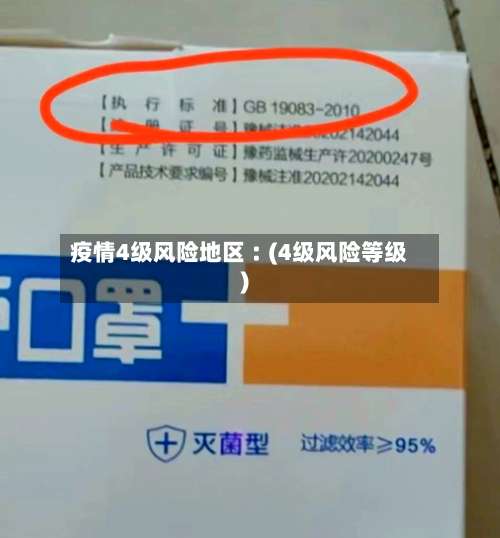 【执 行 标 准】GB 19083-2010
【注 册 证 号】豫械注准20202142044
【生 产 许 可 证】豫药监械生产许20200247号
【产品技术要求编号】豫械注准20202142044
疫情4级风险地区：(4级风险等级
)
口罩
灭菌型 过滤效率≥95%